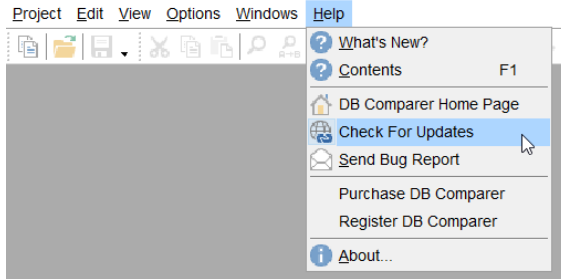 Project Edit View Options Windows Help
What's New?
Contents F1
DB Comparer Home Page
Check For Updates
Send Bug Report
Purchase DB Comparer
Register DB Comparer
About...